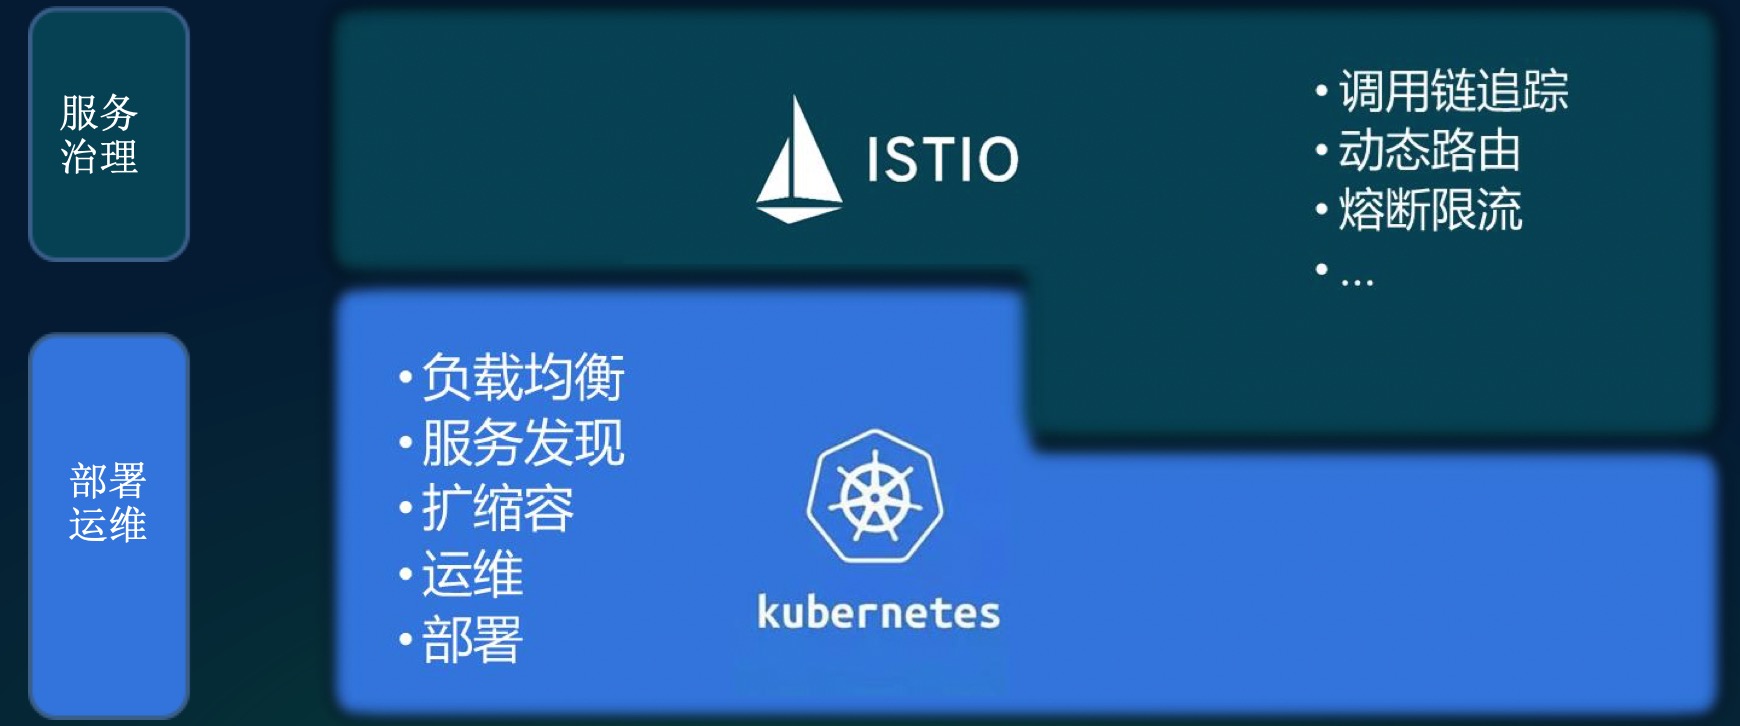 服务
治理
ISTIO
• 调用链追踪
• 动态路由
• 熔断限流
• ...
部署
运维
• 负载均衡
• 服务发现
• 扩缩容
• 运维
• 部署
kubernetes